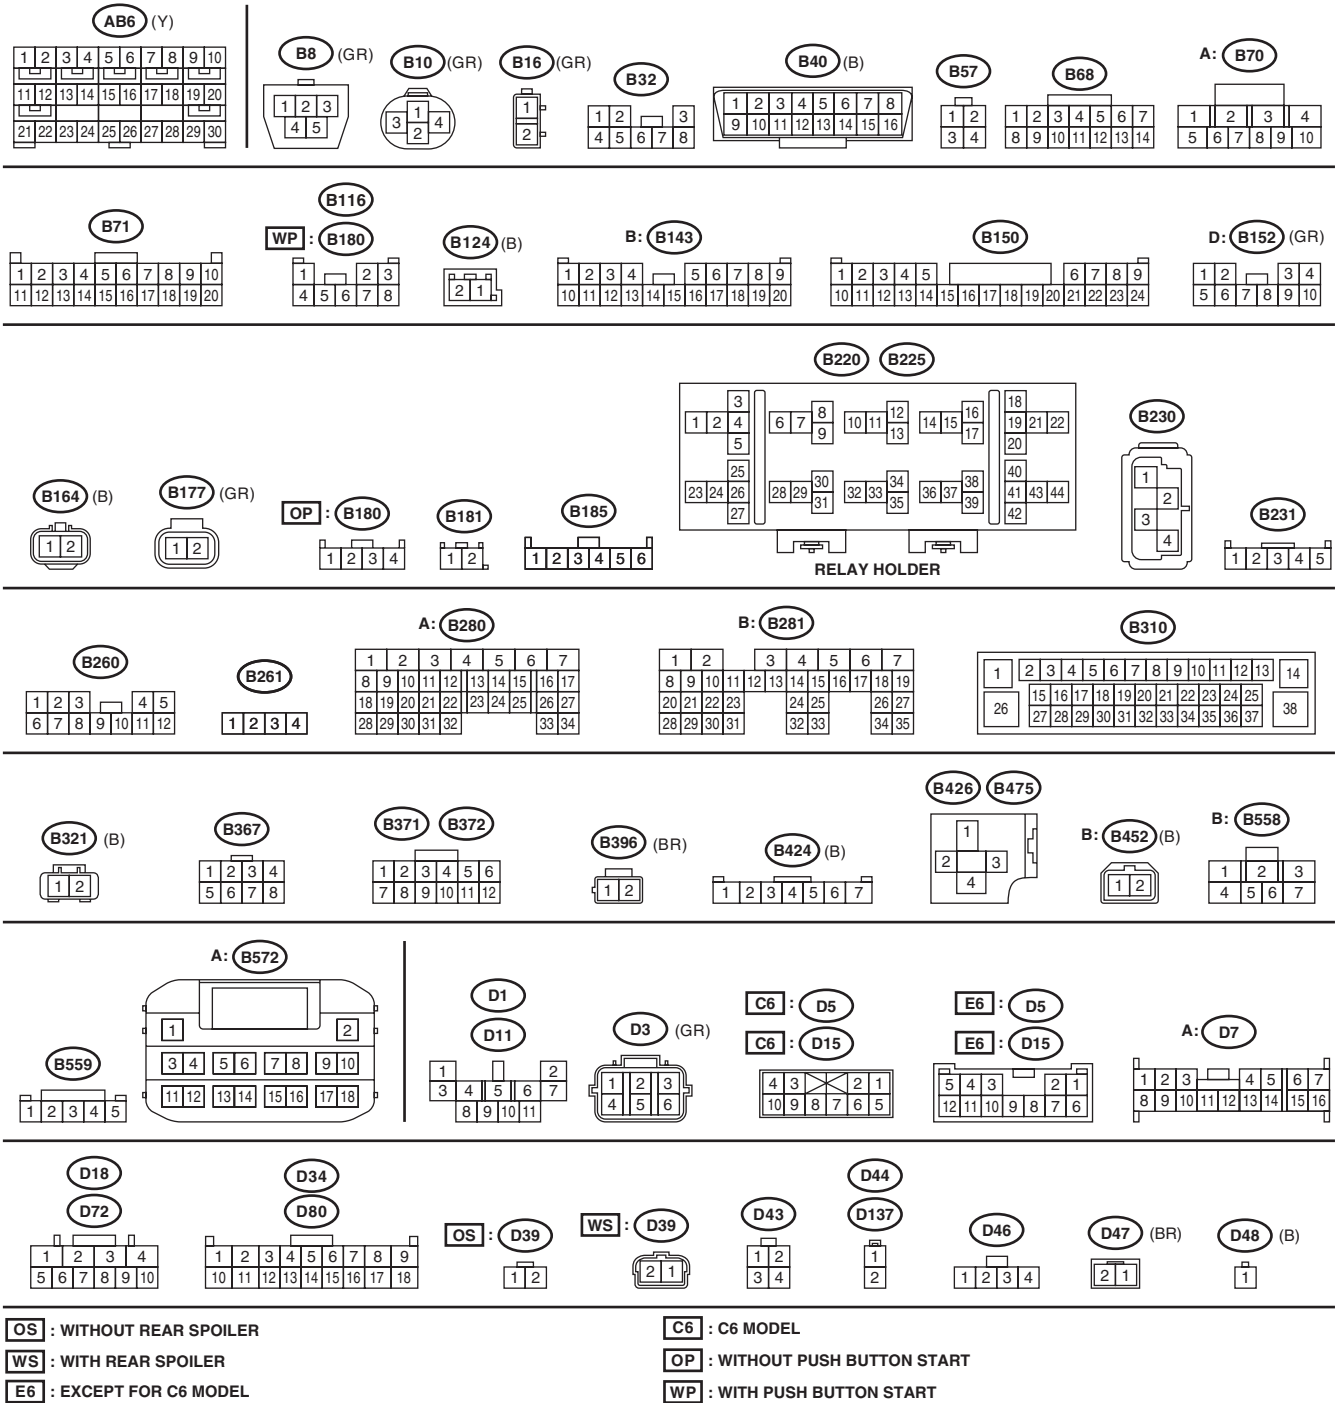 AB6 (Y)
1 2 3 4 5 6 7 8 9 10
11 12 13 14 15 16 17 18 19 20
21 22 23 24 25 26 27 28 29 30
B8 (GR)
1 2 3
4 5
B10 (GR)
1
3 4
2
B16 (GR)
1
2
B32
1 2 3
4 5 6 7 8
B40 (B)
1 2 3 4 5 6 7 8
9 10 11 12 13 14 15 16
B57
1 2
3 4
B68
1 2 3 4 5 6 7
8 9 10 11 12 13 14
A: B70
1 2 3 4
5 6 7 8 9 10
B71
1 2 3 4 5 6 7 8 9 10
11 12 13 14 15 16 17 18 19 20
B116
WP : B180
1 2 3
4 5 6 7 8
B124 (B)
2 1
B: B143
1 2 3 4 5 6 7 8 9
10 11 12 13 14 15 16 17 18 19 20
B150
1 2 3 4 5 6 7 8 9
10 11 12 13 14 15 16 17 18 19 20 21 22 23 24
D: B152 (GR)
1 2 3 4
5 6 7 8 9 10
B164 (B)
1 2
B177 (GR)
1 2
OP : B180
1 2 3 4
B181
1 2
B185
1 2 3 4 5 6
B220 B225
3 8 12 16 18
1 2 4 6 7 10 11 14 15 19 21 22
5 9 13 17 20
25 30 34 38 40
23 24 26 28 29 32 33 36 37 41 43 44
27 31 35 39 42
RELAY HOLDER
B230
1
2
3
4
B231
1 2 3 4 5
B260
1 2 3 4 5
6 7 8 9 10 11 12
B261
1 2 3 4
A: B280
1 2 3 4 5 6 7
8 9 10 11 12 13 14 15 16 17
18 19 20 21 22 23 24 25 26 27
28 29 30 31 32 33 34
B: B281
1 2 3 4 5 6 7
8 9 10 11 12 13 14 15 16 17 18 19
20 21 22 23 24 25 26 27
28 29 30 31 32 33 34 35
B310
1 2 3 4 5 6 7 8 9 10 11 12 13 14
15 16 17 18 19 20 21 22 23 24 25
26 27 28 29 30 31 32 33 34 35 36 37 38
B321 (B)
1 2
B367
1 2 3 4
5 6 7 8
B371 B372
1 2 3 4 5 6
7 8 9 10 11 12
B396 (BR)
1 2
B424 (B)
1 2 3 4 5 6 7
B426 B475
1
2 3
4
B: B452 (B)
1 2
B: B558
1 2 3
4 5 6 7
B559
1 2 3 4 5
A: B572
1 2
3 4 5 6 7 8 9 10
11 12 13 14 15 16 17 18
D1
D11
1 2
3 4 5 6 7
8 9 10 11
D3 (GR)
1 2 3
4 5 6
C6 : D5
C6 : D15
4 3 2 1
10 9 8 7 6 5
E6 : D5
E6 : D15
5 4 3 2 1
12 11 10 9 8 7 6
A: D7
1 2 3 4 5 6 7
8 9 10 11 12 13 14 15 16
D18
D72
1 2 3 4
5 6 7 8 9 10
D34
D80
1 2 3 4 5 6 7 8 9
10 11 12 13 14 15 16 17 18
OS : D39
1 2
WS : D39
2 1
D43
1 2
3 4
D44
D137
1
2
D46
1 2 3 4
D47 (BR)
2 1
D48 (B)
1
OS : WITHOUT REAR SPOILER
WS : WITH REAR SPOILER
E6 : EXCEPT FOR C6 MODEL
C6 : C6 MODEL
OP : WITHOUT PUSH BUTTON START
WP : WITH PUSH BUTTON START